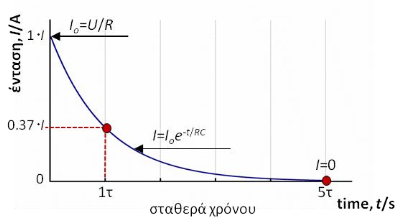 ένταση, I/A
I₀=U/R
1·I
0.37·I
I=I₀e^-t/RC
I=0
0
1τ
5τ
time, t/s
σταθερά χρόνου